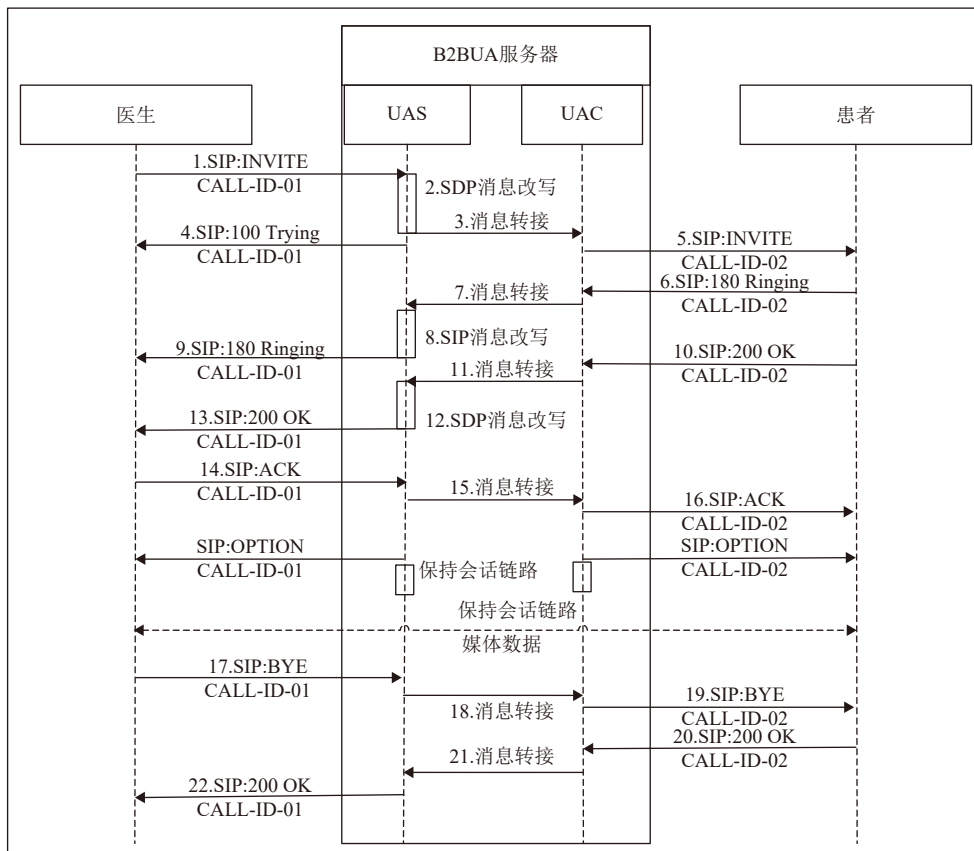 B2BUA服务器
医生
UAS
UAC
患者
1.SIP:INVITE
CALL-ID-01
2.SDP消息改写
3.消息转接
4.SIP:100 Trying
CALL-ID-01
5.SIP:INVITE
CALL-ID-02
6.SIP:180 Ringing
CALL-ID-02
7.消息转接
8.SIP消息改写
9.SIP:180 Ringing
CALL-ID-01
10.SIP:200 OK
CALL-ID-02
11.消息转接
12.SDP消息改写
13.SIP:200 OK
CALL-ID-01
14.SIP:ACK
CALL-ID-01
15.消息转接
16.SIP:ACK
CALL-ID-02
SIP:OPTION
CALL-ID-01
保持会话链路
SIP:OPTION
CALL-ID-02
保持会话链路
媒体数据
17.SIP:BYE
CALL-ID-01
18.消息转接
19.SIP:BYE
CALL-ID-02
20.SIP:200 OK
CALL-ID-02
21.消息转接
22.SIP:200 OK
CALL-ID-01